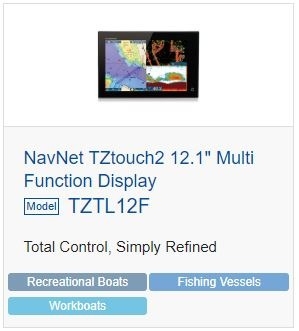 NavNet TZtouch2 12.1" Multi
Function Display
Model TZTL12F
Total Control, Simply Refined
Recreational Boats Fishing Vessels
Workboats